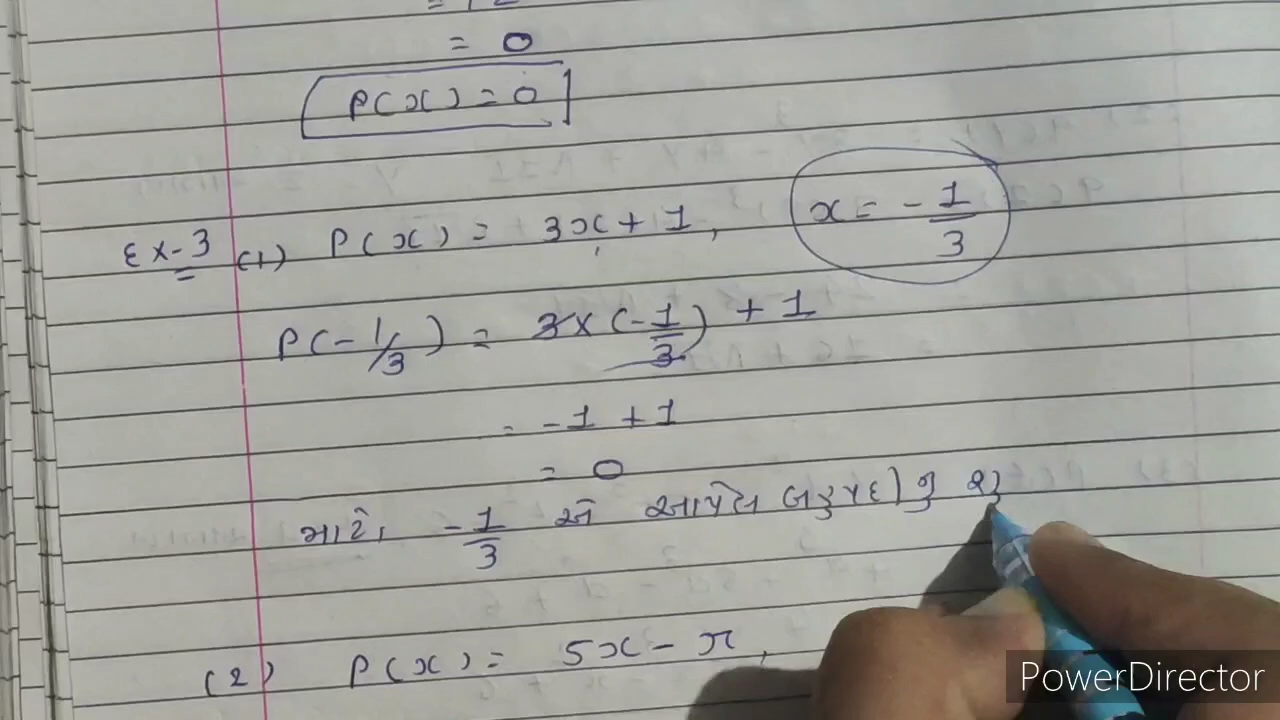 = 0
P(x) = 0
Ex-3 (1) P(x) = 3x + 1, x = -1/3
P(-1/3) = 3 × (-1/3) + 1
= -1 + 1
= 0
માટે, -1/3 એ આપેલ બહુપદીનું શૂ
(2) P(x) = 5x - π,
PowerDirector